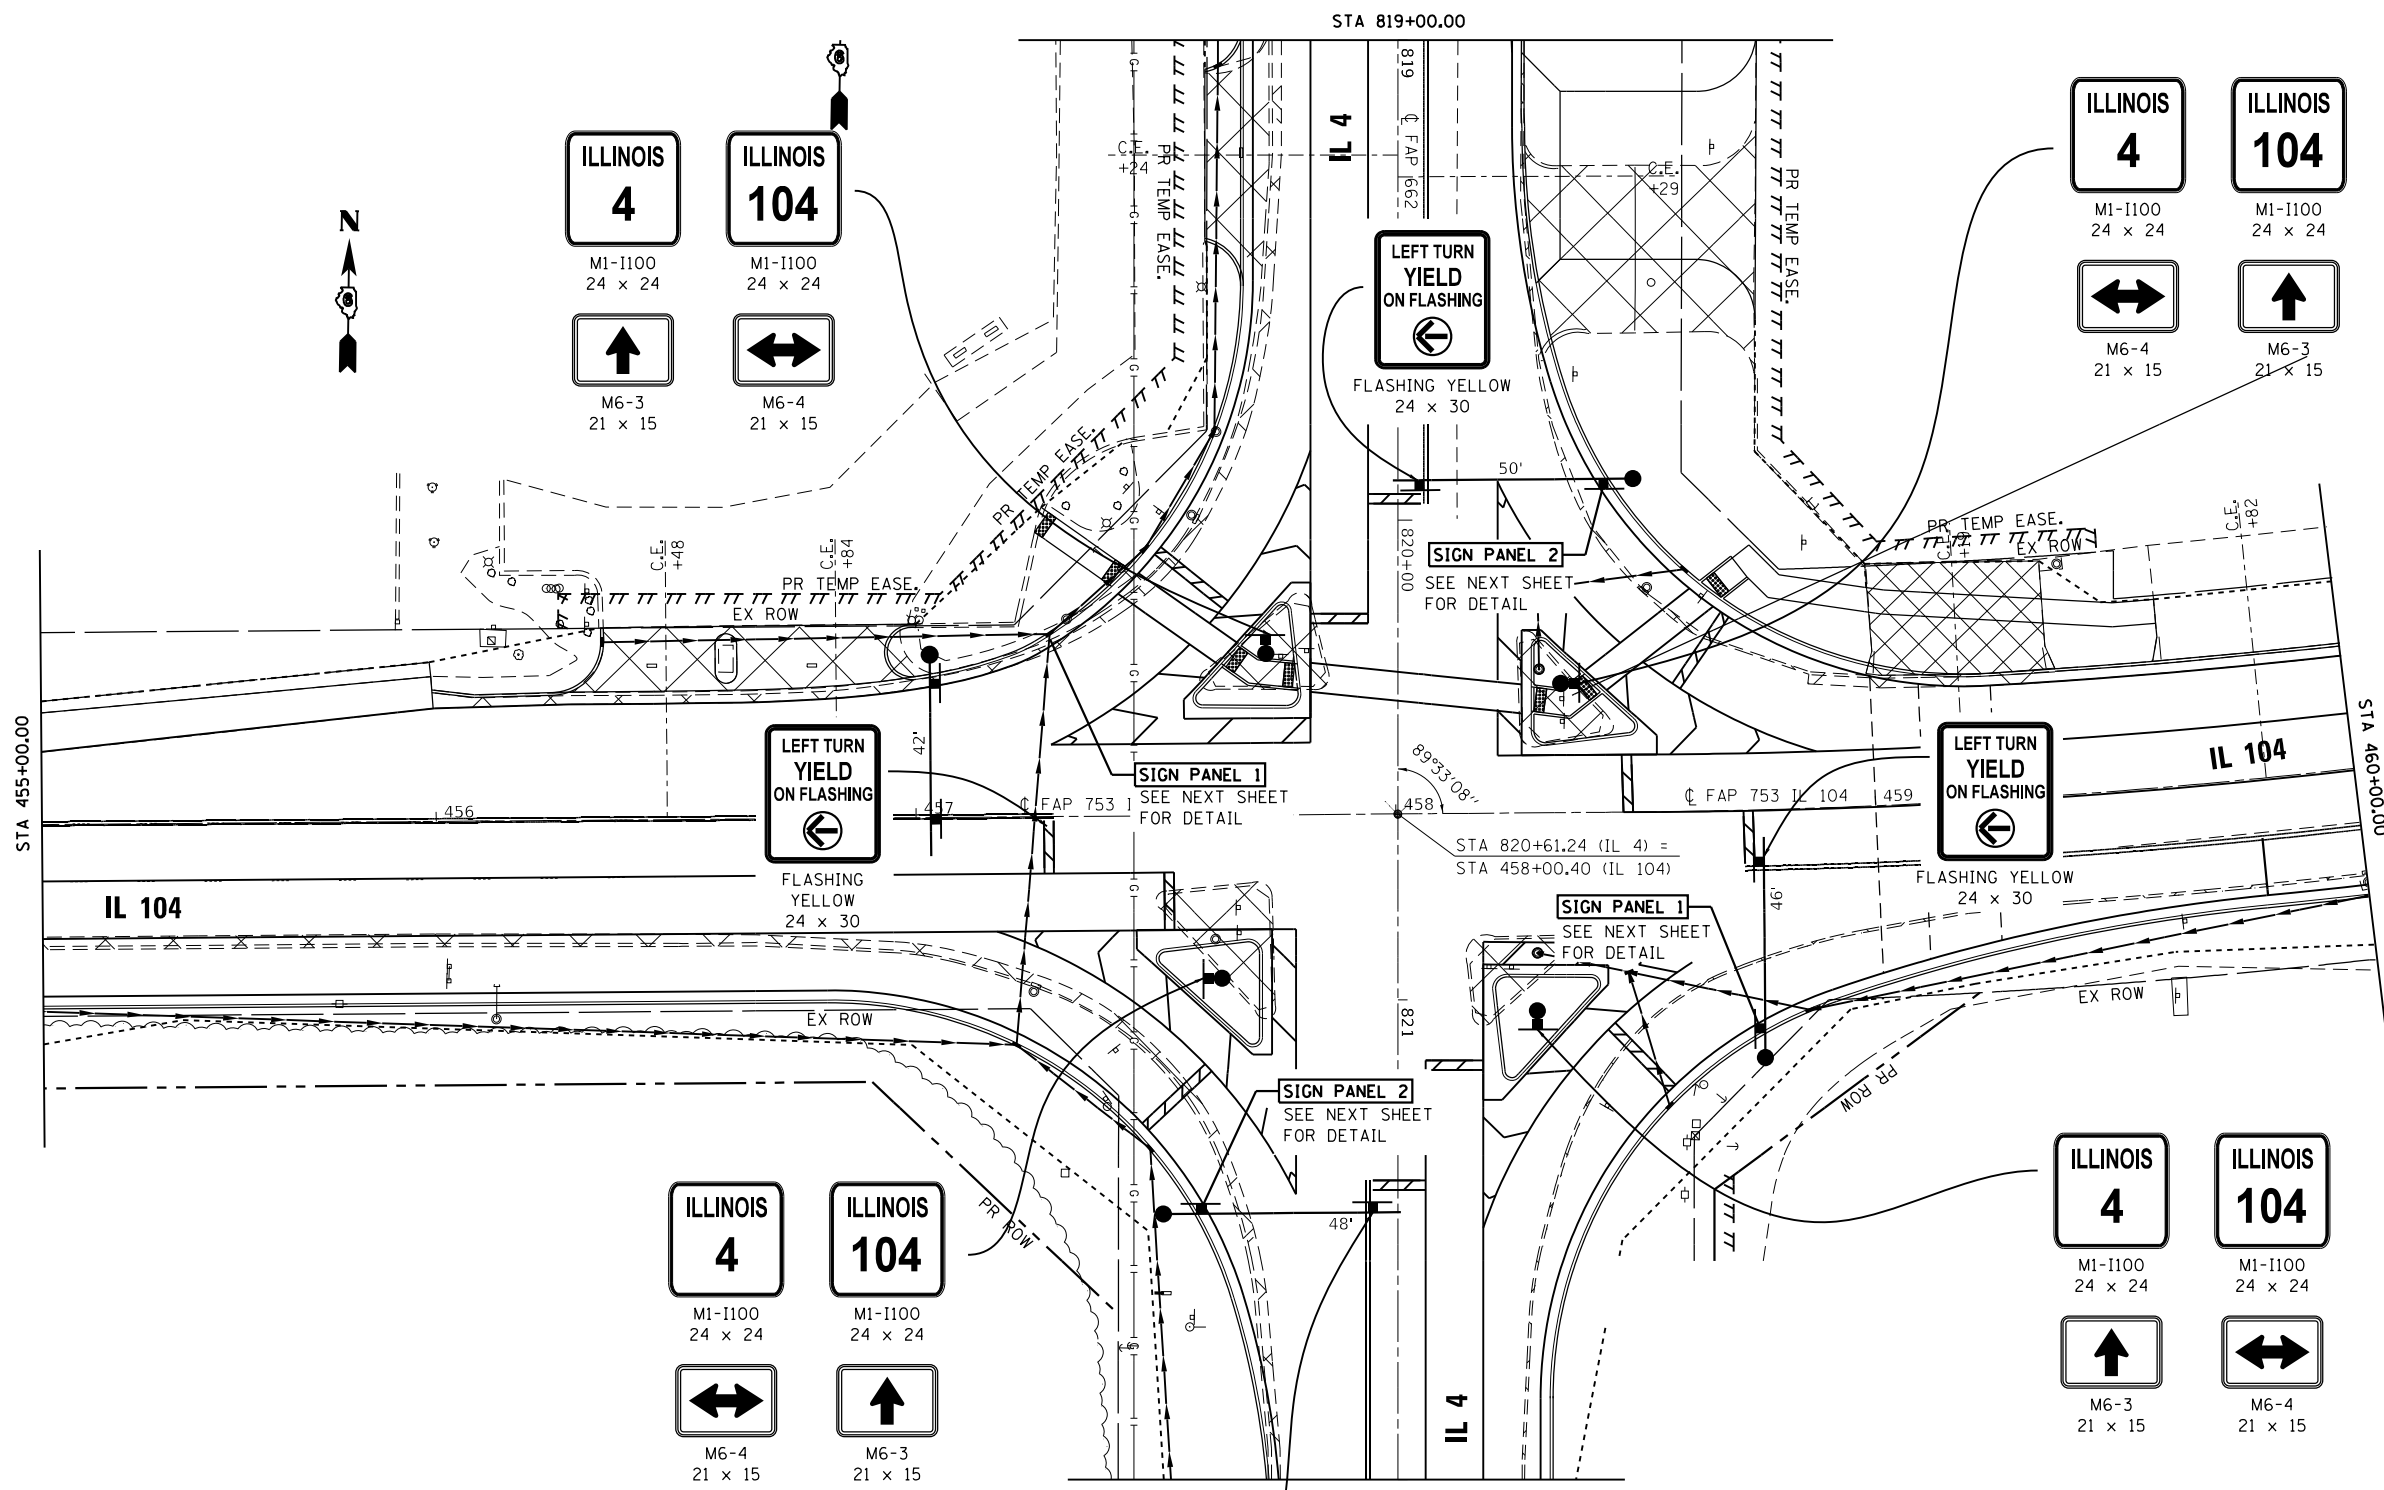 STA 819+00.00
6
N
6
ILLINOIS
4
M1-I100
24 x 24
M6-3
21 x 15
ILLINOIS
104
M1-I100
24 x 24
M6-4
21 x 15
C.E.
+24
PR TEMP EASE.
G
IL 4
819
℄ FAP 662
LEFT TURN
YIELD
ON FLASHING
FLASHING YELLOW
24 x 30
C.E.
+29
PR TEMP EASE.
ILLINOIS
4
M1-I100
24 x 24
M6-4
21 x 15
ILLINOIS
104
M1-I100
24 x 24
M6-3
21 x 15
PR TEMP EASE.
50'
SIGN PANEL 2
SEE NEXT SHEET
FOR DETAIL
820+00
C.E.
+48
C.E.
+84
PR TEMP EASE.
EX ROW
PR TEMP EASE.
EX ROW
C.E.
+82
STA 455+00.00
42'
LEFT TURN
YIELD
ON FLASHING
FLASHING
YELLOW
24 x 30
SIGN PANEL 1
SEE NEXT SHEET
FOR DETAIL
456
457
℄ FAP 753 I
89°33'08"
458
℄ FAP 753 IL 104
459
STA 820+61.24 (IL 4) =
STA 458+00.40 (IL 104)
LEFT TURN
YIELD
ON FLASHING
FLASHING YELLOW
24 x 30
IL 104
STA 460+00.00
46'
IL 104
SIGN PANEL 1
SEE NEXT SHEET
FOR DETAIL
EX ROW
EX ROW
821
PR ROW
SIGN PANEL 2
SEE NEXT SHEET
FOR DETAIL
48'
PR ROW
IL 4
ILLINOIS
4
M1-I100
24 x 24
M6-4
21 x 15
ILLINOIS
104
M1-I100
24 x 24
M6-3
21 x 15
ILLINOIS
4
M1-I100
24 x 24
M6-3
21 x 15
ILLINOIS
104
M1-I100
24 x 24
M6-4
21 x 15